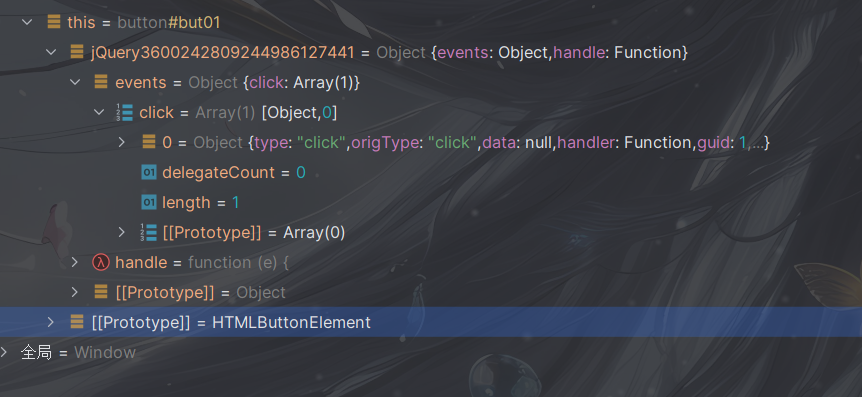 this = button#but01
jQuery3600242809244986127441 = Object {events: Object,handle: Function}
events = Object {click: Array(1)}
click = Array(1) [Object,0]
0 = Object {type: "click",origType: "click",data: null,handler: Function,guid: 1,...}
01 delegateCount = 0
01 length = 1
[[Prototype]] = Array(0)
λ handle = function (e) {
[[Prototype]] = Object
[[Prototype]] = HTMLButtonElement
全局 = Window